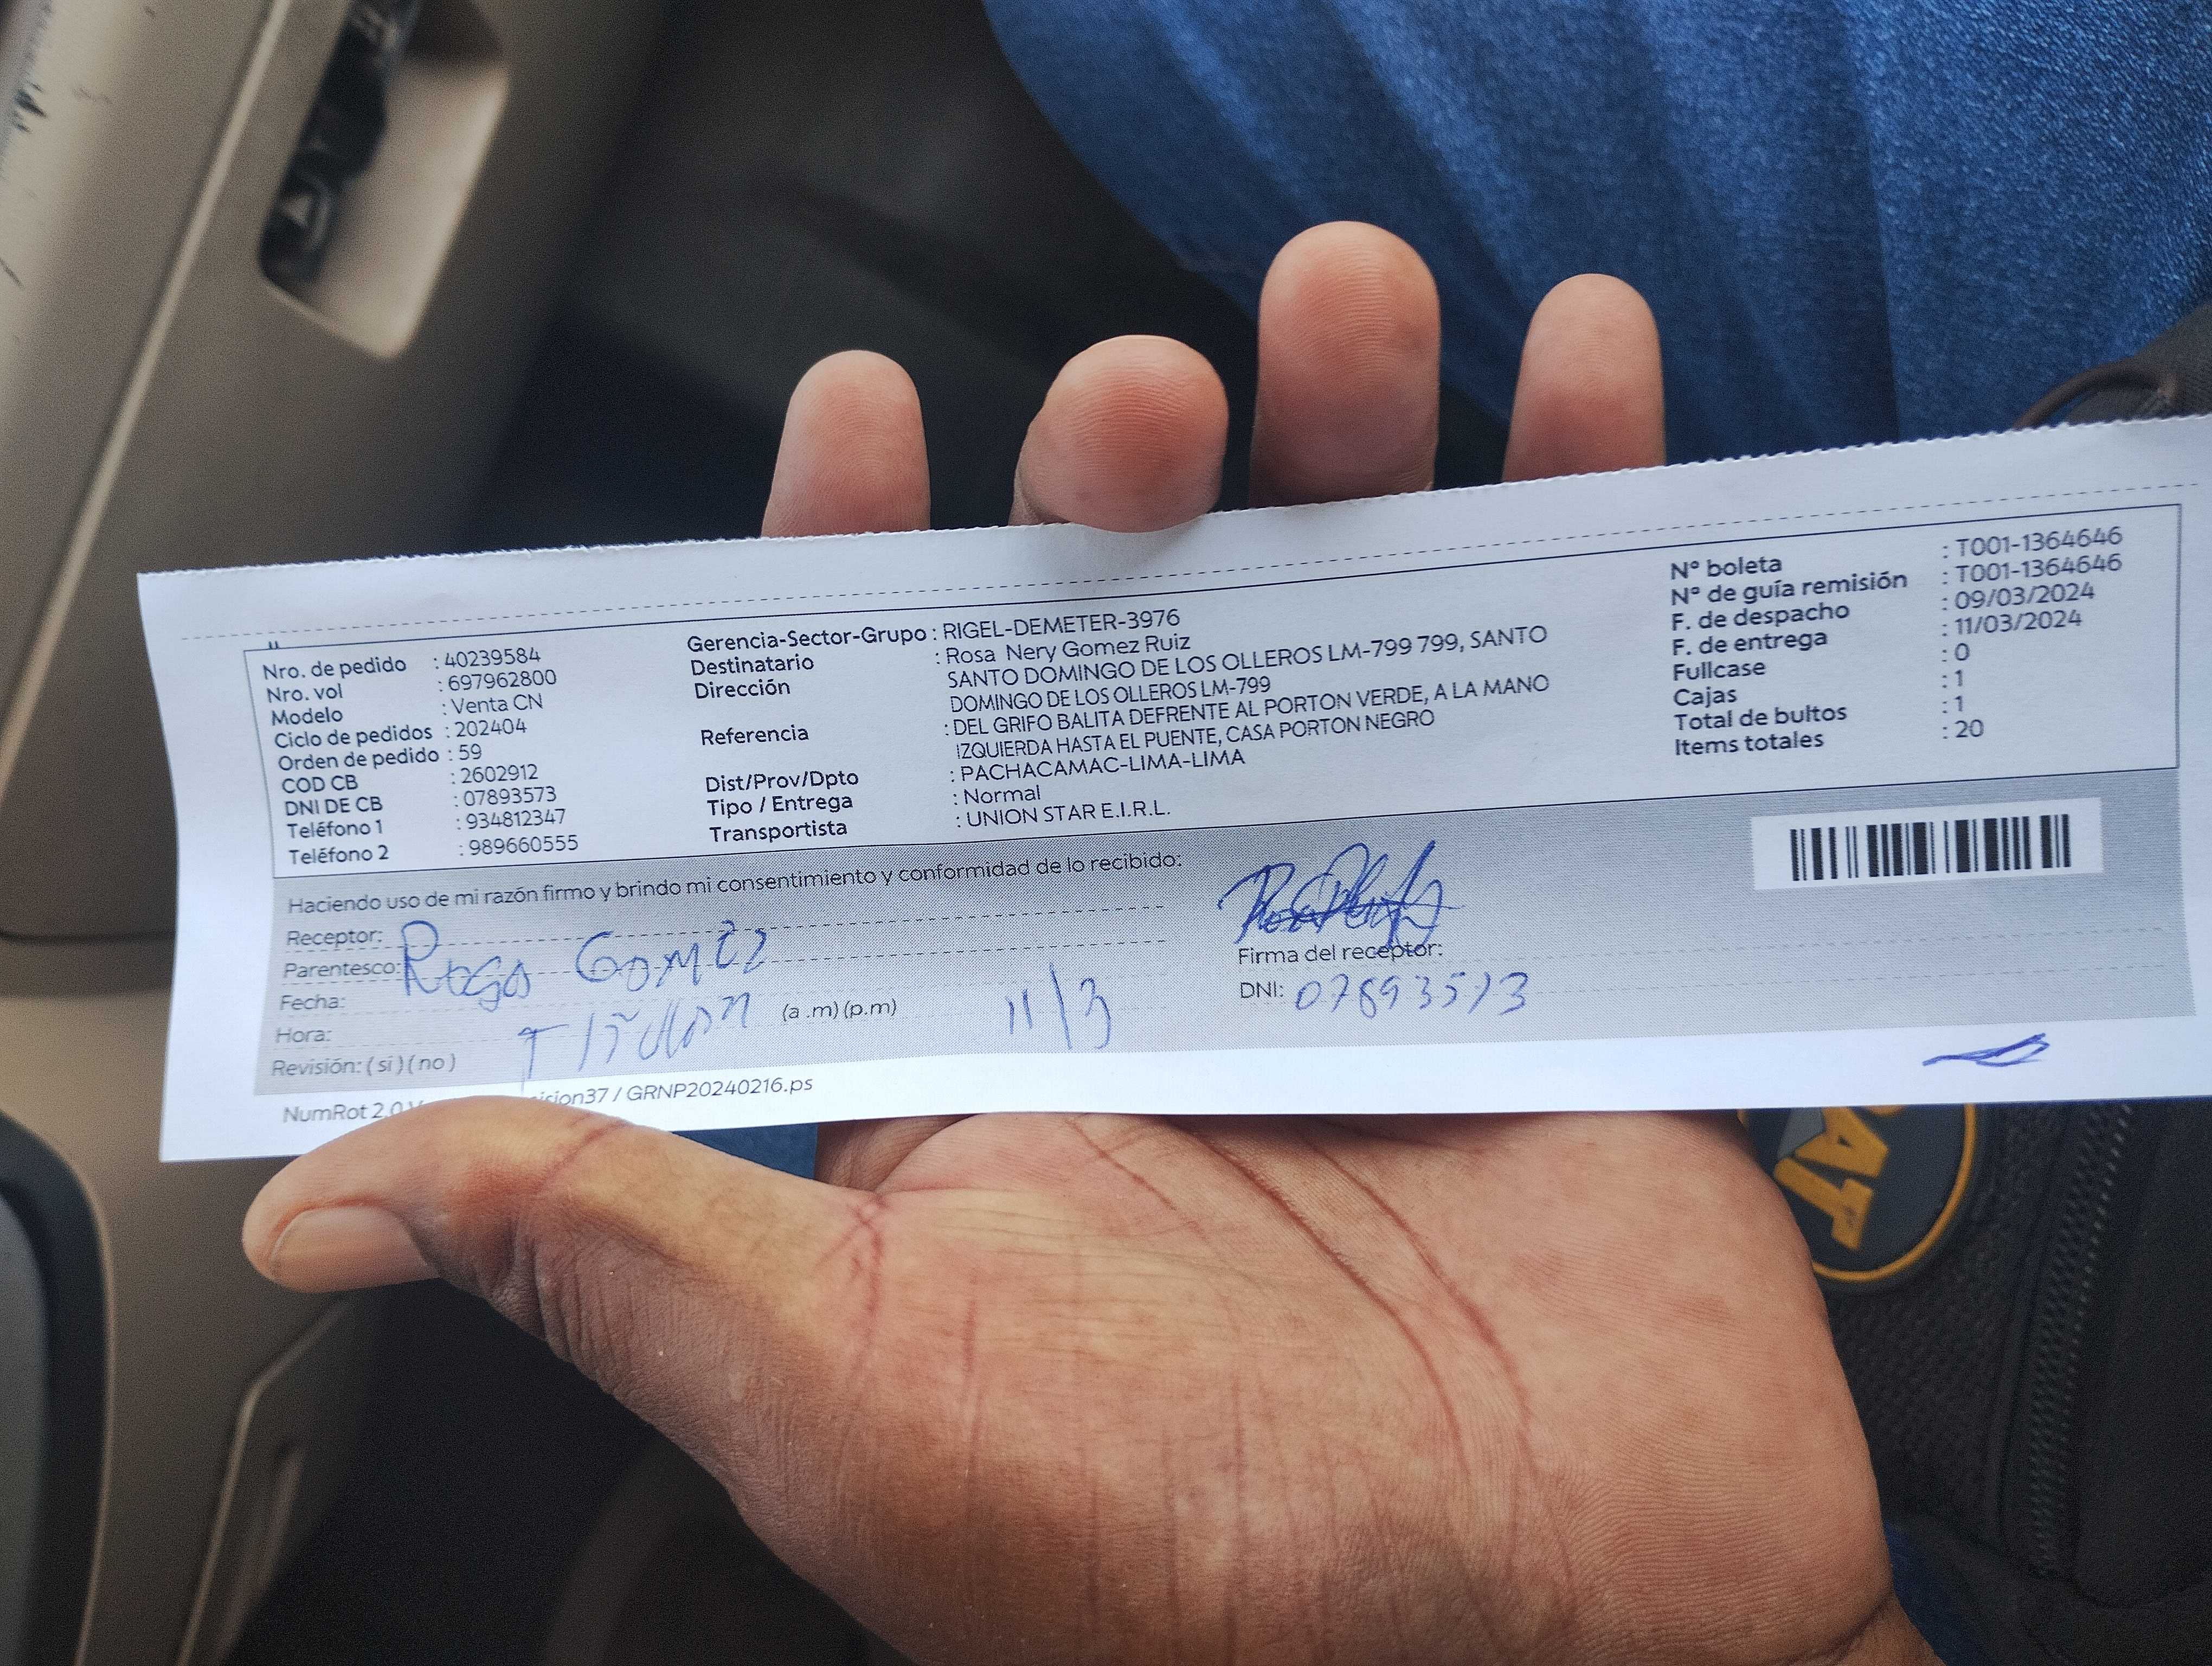 Nro. de pedido : 40239584
Nro. vol : 697962800
Modelo : Venta CN
Ciclo de pedidos : 202404
Orden de pedido : 59
COD CB : 2602912
DNI DE CB : 07893573
Teléfono 1 : 934812347
Teléfono 2 : 989660555
Gerencia-Sector-Grupo : RIGEL-DEMETER-3976
Destinatario : Rosa Nery Gomez Ruiz
Dirección SANTO DOMINGO DE LOS OLLEROS LM-799 799, SANTO
DOMINGO DE LOS OLLEROS LM-799
Referencia : DEL GRIFO BALITA DEFRENTE AL PORTON VERDE, A LA MANO
IZQUIERDA HASTA EL PUENTE, CASA PORTON NEGRO
Dist/Prov/Dpto : PACHACAMAC-LIMA-LIMA
Tipo / Entrega : Normal
Transportista : UNION STAR E.I.R.L.
Nº boleta : T001-1364646
Nº de guía remisión : T001-1364646
F. de despacho : 09/03/2024
F. de entrega : 11/03/2024
Fullcase : 0
Cajas : 1
Total de bultos : 1
Items totales : 20
Haciendo uso de mi razón firmo y brindo mi consentimiento y conformidad de lo recibido:
Receptor:
Parentesco: Rosa Gomez
Fecha:
Hora: (a .m) (p.m) 11/3
Revisión: ( si ) ( no )
Firma del receptor:
DNI: 07893573
NumRot 2.0 ision37 / GRNP20240216.ps
CAT